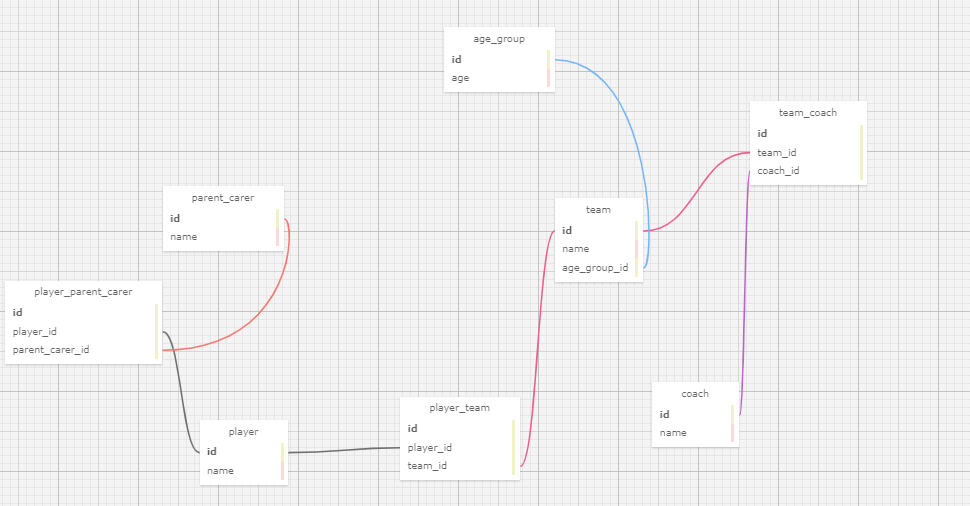 age_group
id
age
team_coach
id
team_id
coach_id
parent_carer
id
name
team
id
name
age_group_id
player_parent_carer
id
player_id
parent_carer_id
coach
id
name
player_team
id
player_id
team_id
player
id
name